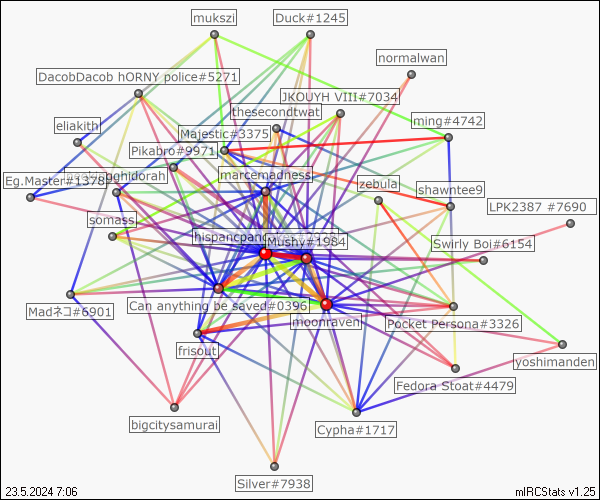 mukszi
Duck#1245
normalwan
DacobDacob hORNY police#5271
JKOUYH VIII#7034
thesecondtwat
ming#4742
eliakith
Majestic#3375
Pikabro#9971
marcemadness
Eg.Master#1378
ghidorah
zebula
shawntee9
LPK2387 #7690
somass
Mushy#1984
Swirly Boi#6154
Can anything be saved#0396
Madネコ#6901
moonraven
Pocket Persona#3326
frisout
yoshimanden
Fedora Stoat#4479
bigcitysamurai
Cypha#1717
Silver#7938
23.5.2024 7:06
mIRCStats v1.25